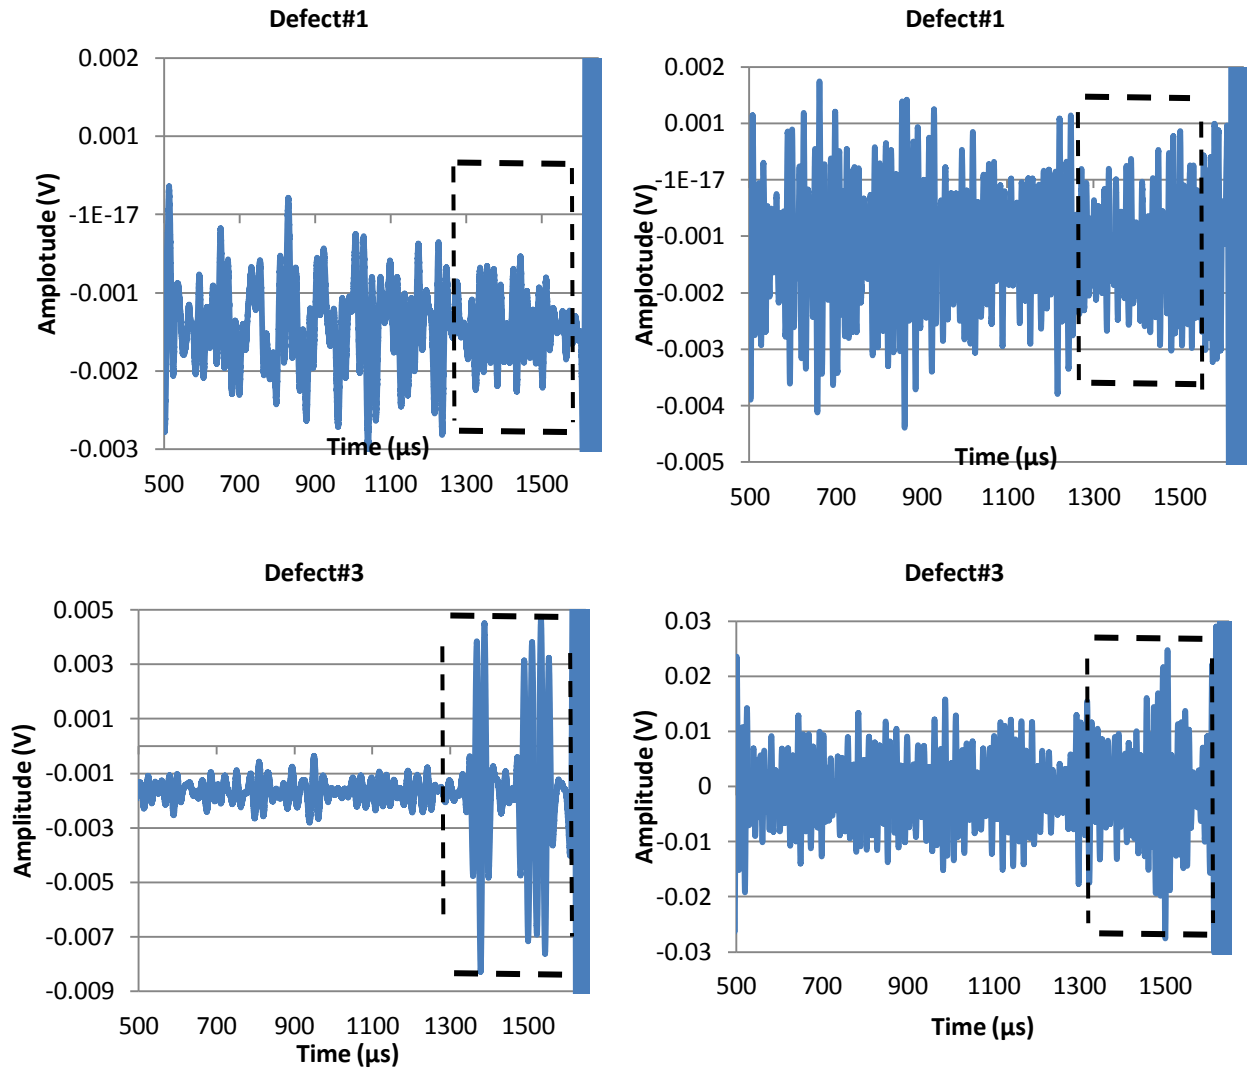 Defect#1
0.002
0.001
-1E-17
-0.001
-0.002
-0.003
500 700 900 1100 1300 1500
Amplotude (V)
Time (µs)
Defect#1
0.002
0.001
-1E-17
-0.001
-0.002
-0.003
-0.004
-0.005
500 700 900 1100 1300 1500
Amplotude (V)
Time (µs)
Defect#3
0.005
0.003
0.001
-0.001
-0.003
-0.005
-0.007
-0.009
500 700 900 1100 1300 1500
Amplitude (V)
Time (µs)
Defect#3
0.03
0.02
0.01
0
-0.01
-0.02
-0.03
500 700 900 1100 1300 1500
Amplitude (V)
Time (µs)